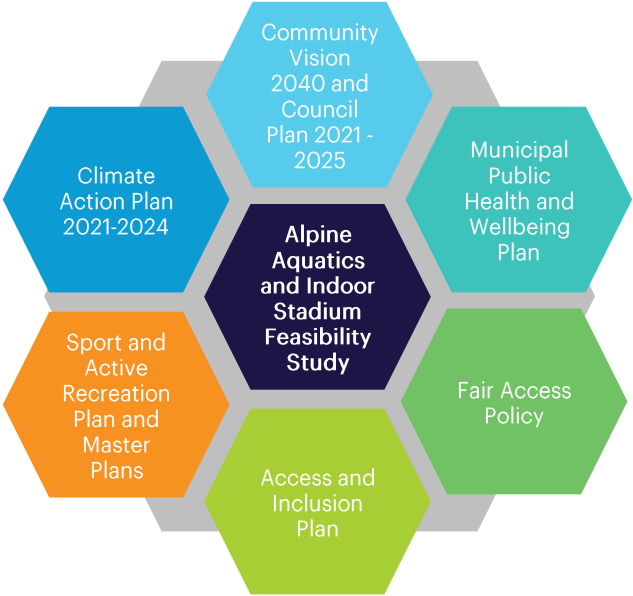 Community
Vision
2040 and
Council
Plan 2021 -
2025
Municipal
Public
Health and
Wellbeing
Plan
Climate
Action Plan
2021-2024
Alpine
Aquatics
and Indoor
Stadium
Feasibility
Study
Sport and
Active
Recreation
Plan and
Master
Plans
Fair Access
Policy
Access and
Inclusion
Plan